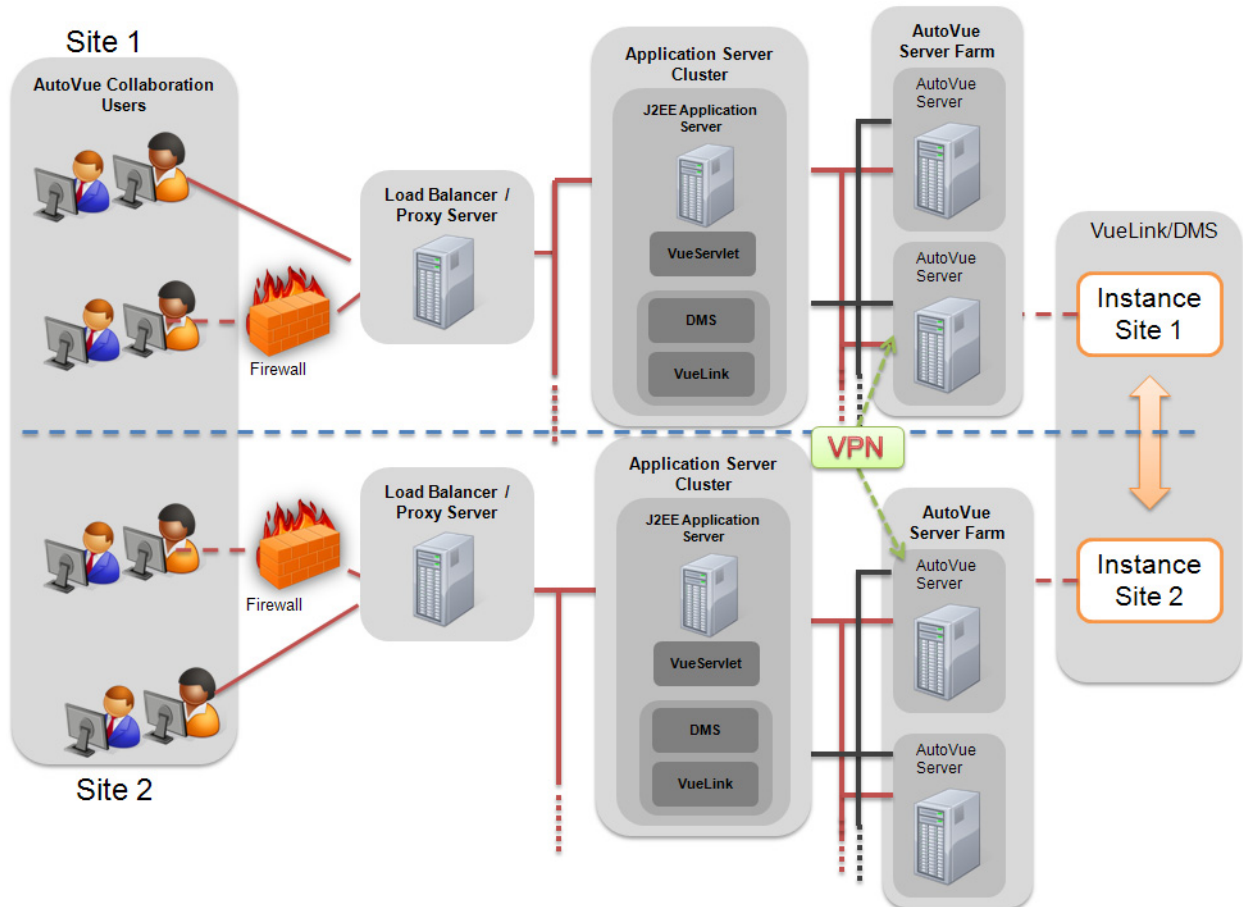 Site 1
AutoVue Collaboration
Users
Firewall
Load Balancer /
Proxy Server
Application Server
Cluster
J2EE Application
Server
VueServlet
DMS
VueLink
AutoVue
Server Farm
AutoVue
Server
AutoVue
Server
VueLink/DMS
Instance
Site 1
VPN
Firewall
Load Balancer /
Proxy Server
Application Server
Cluster
J2EE Application
Server
VueServlet
DMS
VueLink
AutoVue
Server Farm
AutoVue
Server
AutoVue
Server
Instance
Site 2
Site 2